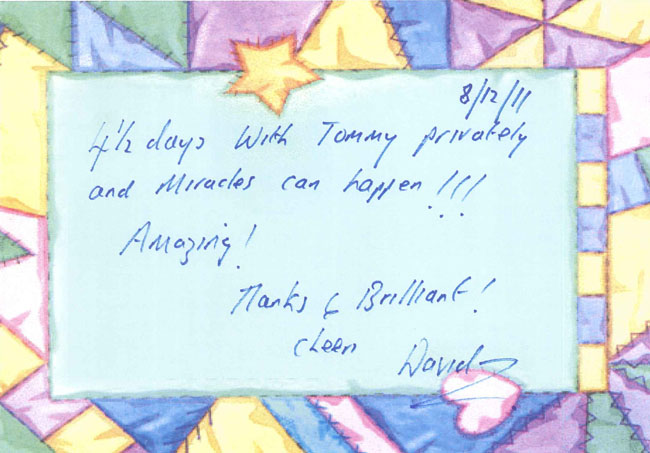 8/12/11
4½ days With Tommy privately
and Miracles can happen!!!
Amazing!
Thanks & Brilliant!
cheers
David